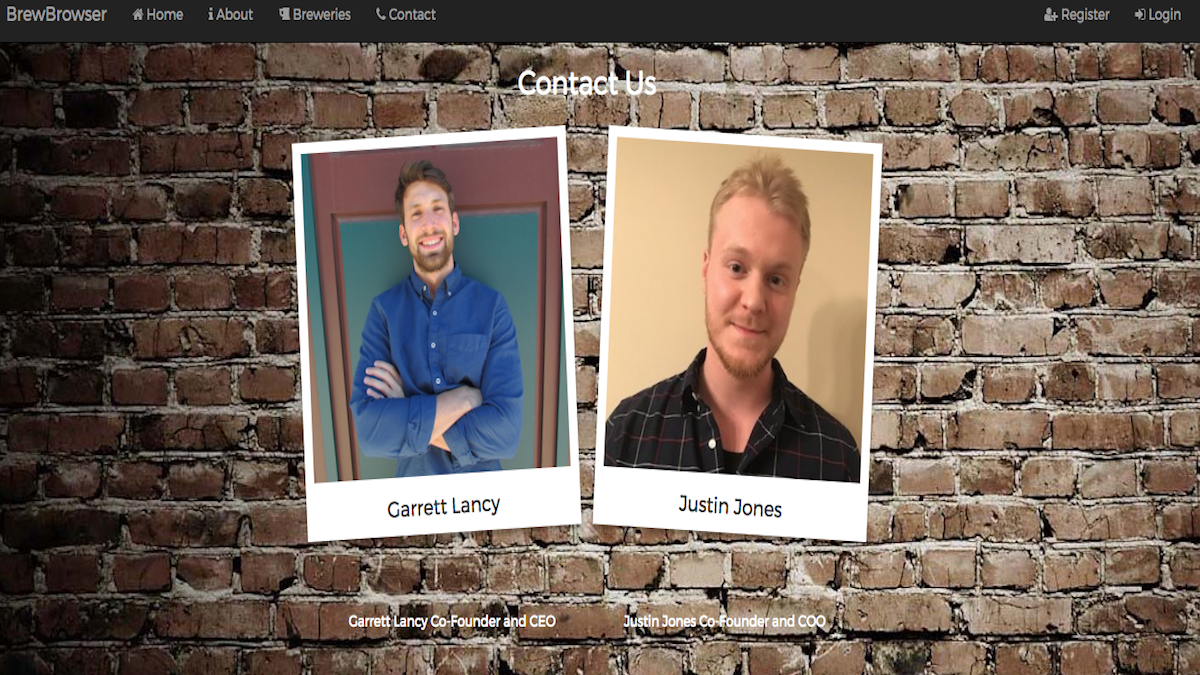 BrewBrowser Home About Breweries Contact Register Login
Contact Us
Garrett Lancy Justin Jones
Garrett Lancy Co-Founder and CEO Justin Jones Co-Founder and COO